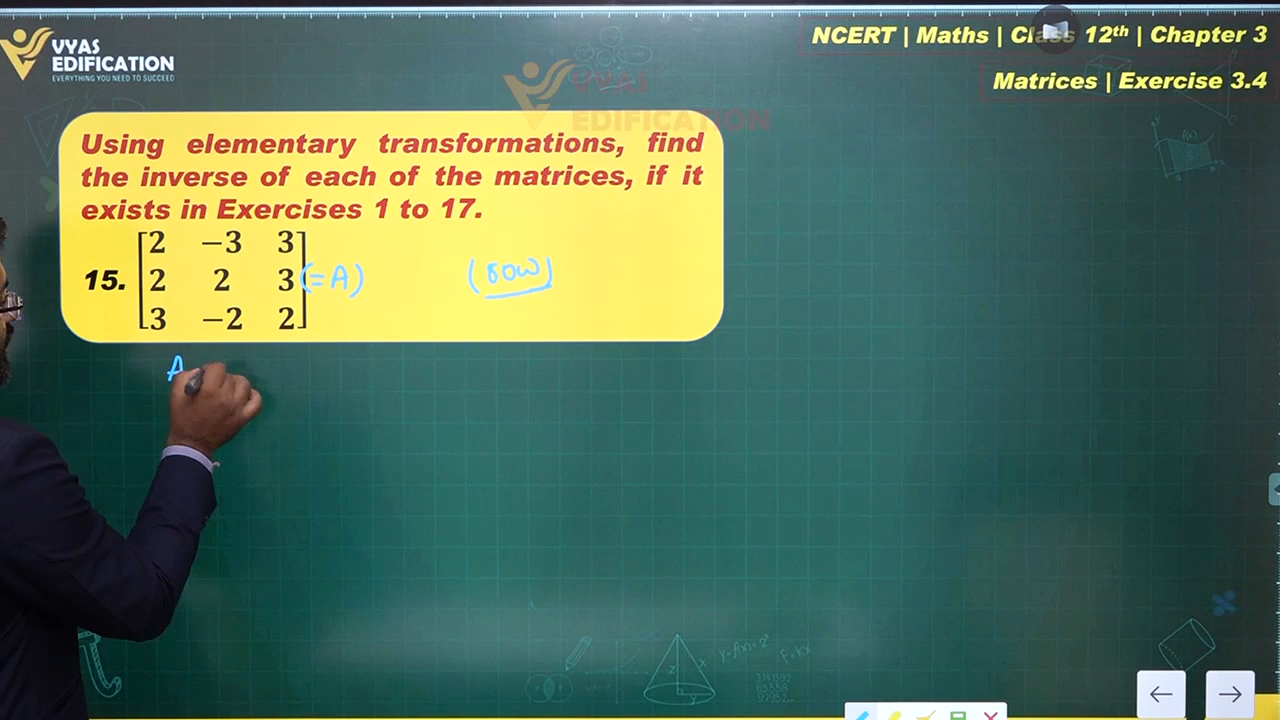 VYAS
EDIFICATION
EVERYTHING YOU NEED TO SUCCEED
NCERT | Maths | Class 12th | Chapter 3
Matrices | Exercise 3.4
VYAS
EDIFICATION
Using elementary transformations, find
the inverse of each of the matrices, if it
exists in Exercises 1 to 17.
2 −3 3
15. 2 2 3 (= A) (row)
3 −2 2
A